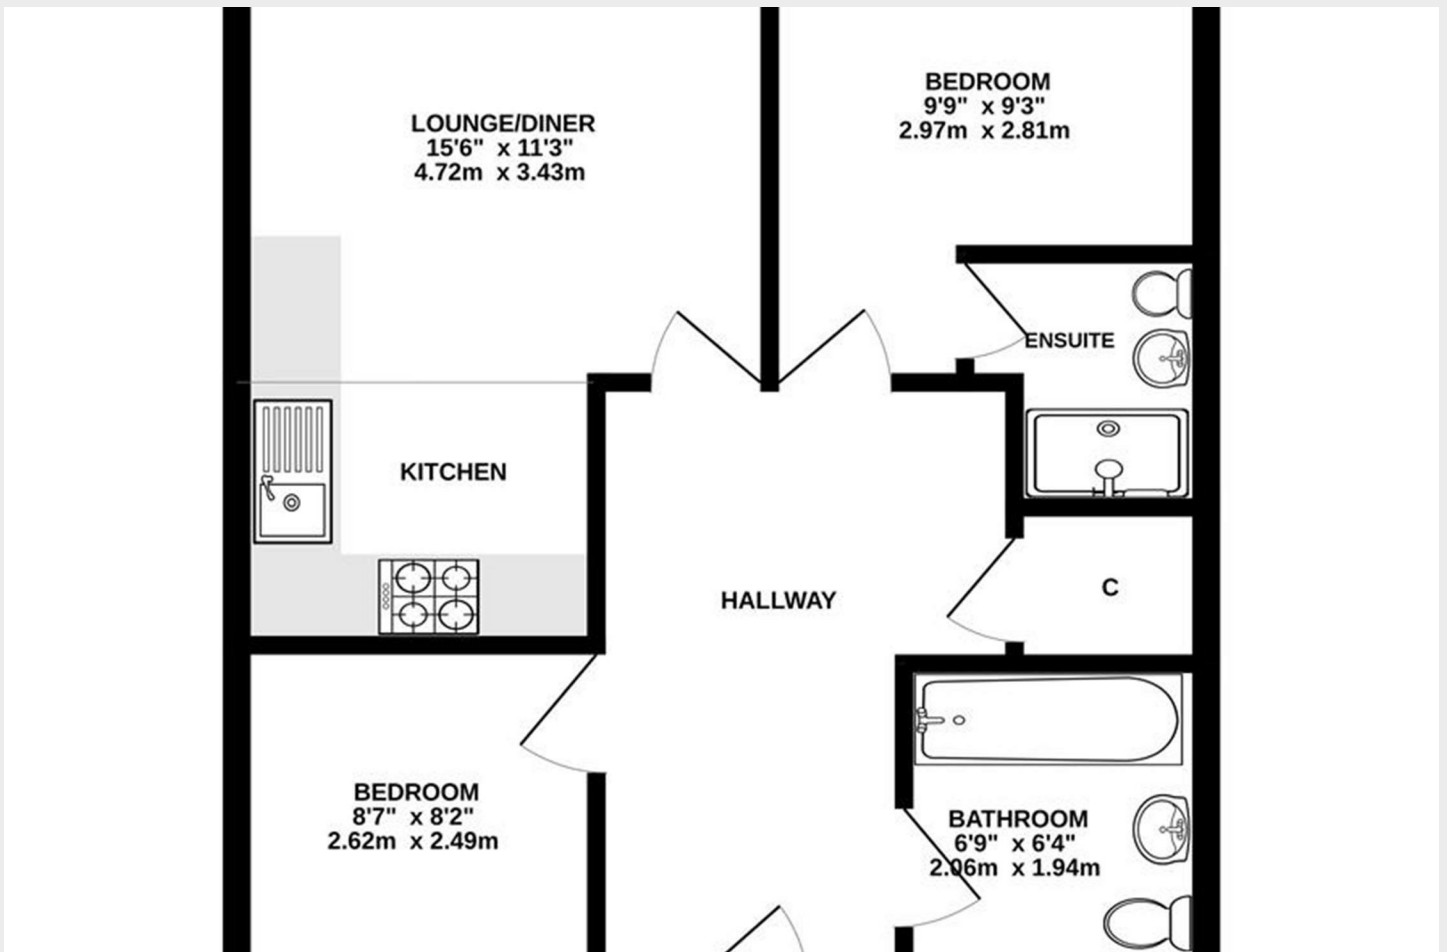 LOUNGE/DINER
15'6" x 11'3"
4.72m x 3.43m
BEDROOM
9'9" x 9'3"
2.97m x 2.81m
ENSUITE
KITCHEN
HALLWAY
C
BEDROOM
8'7" x 8'2"
2.62m x 2.49m
BATHROOM
6'9" x 6'4"
2.06m x 1.94m